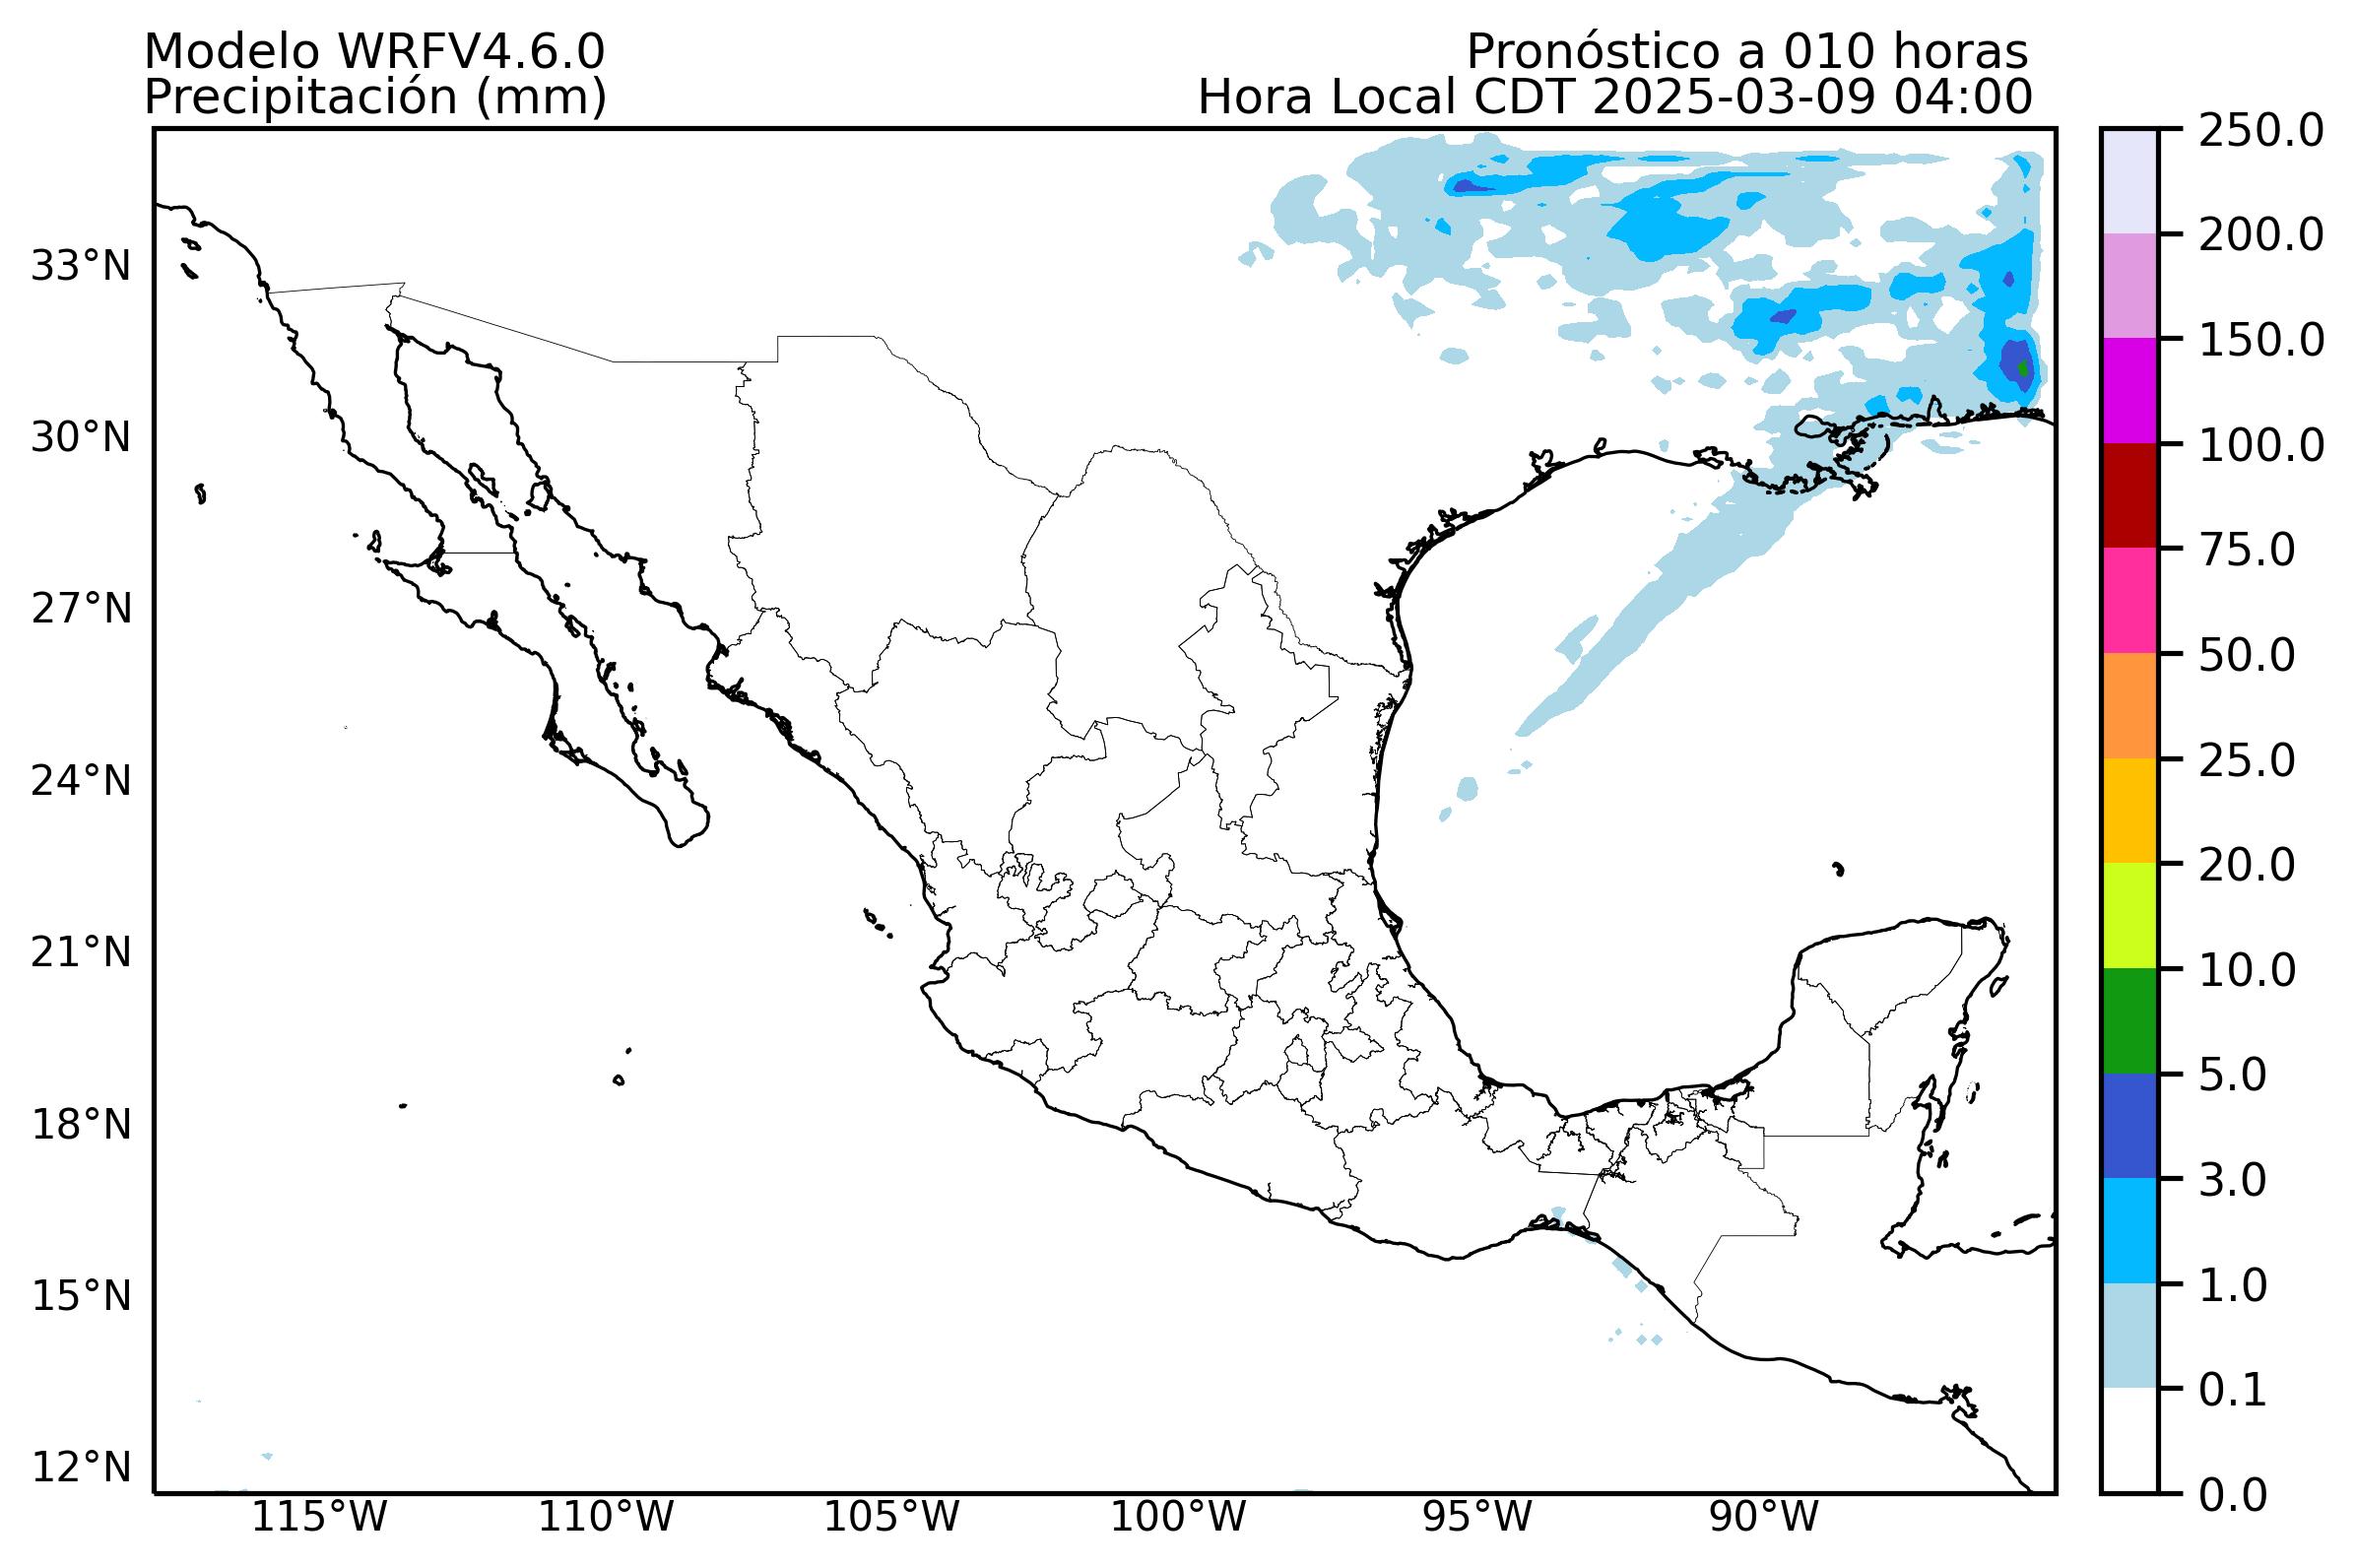 Modelo WRFV4.6.0
Precipitación (mm)
Pronóstico a 010 horas
Hora Local CDT 2025-03-09 04:00
33°N
30°N
27°N
24°N
21°N
18°N
15°N
12°N
115°W
110°W
105°W
100°W
95°W
90°W
250.0
200.0
150.0
100.0
75.0
50.0
25.0
20.0
10.0
5.0
3.0
1.0
0.1
0.0